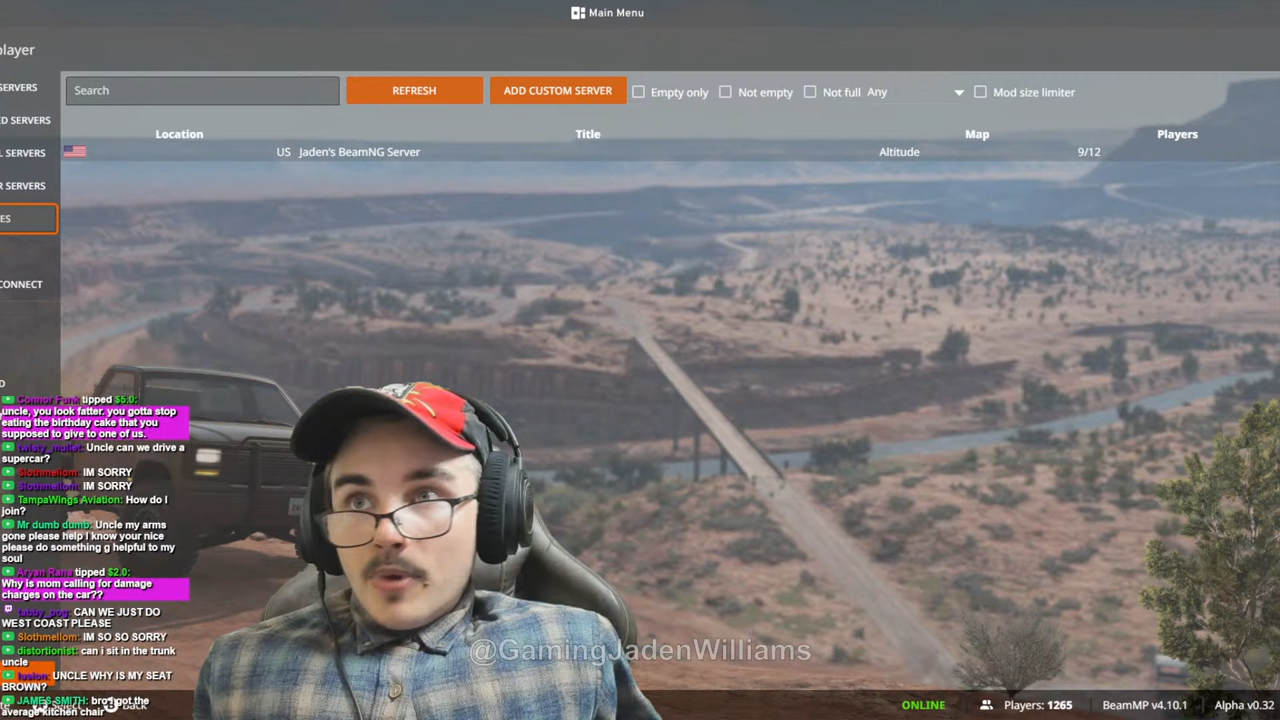 Main Menu
player
Search
REFRESH
ADD CUSTOM SERVER
Empty only
Not empty
Not full
Any
Mod size limiter
SERVERS
D SERVERS
L SERVERS
R SERVERS
ES
CONNECT
D
Location
Title
Map
Players
US
Jaden's BeamNG Server
Altitude
9/12
Connor Funk tipped $5.0:
uncle, you look fatter. you gotta stop
eating the birthday cake that you
supposed to give to one of us.
twisty_mullet: Uncle can we drive a
supercar?
Slothmellom: IM SORRY
Slothmellom: IM SORRY
TampaWings Aviation: How do I
join?
Mr dumb dumb: Uncle my arms
gone please help I know your nice
please do something g helpful to my
soul
Aryan Rana tipped $2.0:
Why is mom calling for damage
charges on the car??
tabby_pog: CAN WE JUST DO
WEST COAST PLEASE
Slothmellom: IM SO SO SORRY
distortionist: can i sit in the trunk
uncle
fusion: UNCLE WHY IS MY SEAT
BROWN?
JAMES SMITH: bro I got the
average kitchen chair
Back
@GamingJadenWilliams
ONLINE
Players: 1265
BeamMP v4.10.1
Alpha v0.32